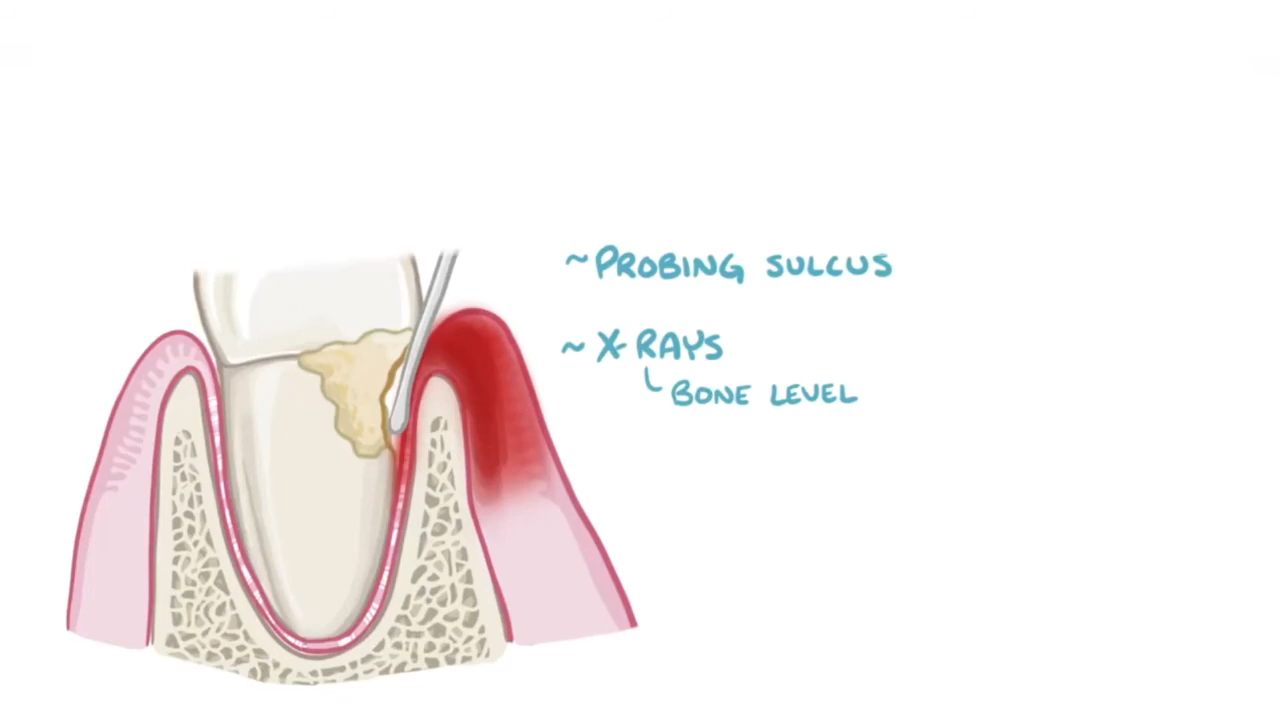 ~ PROBING SULCUS
~ X-RAYS
BONE LEVEL